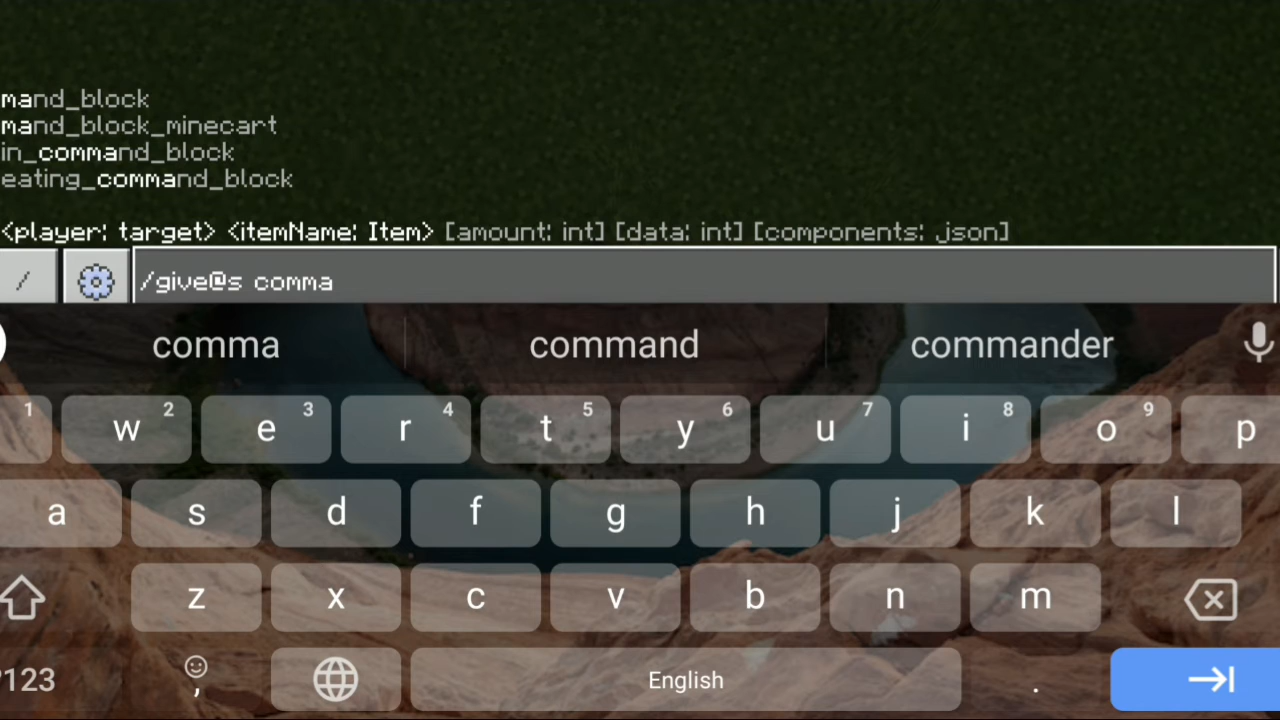 mand_block
mand_block_minecart
in_command_block
eating_command_block
<player: target> <itemName: Item> [amount: int] [data: int] [components: .json]
/ /give@s comma
comma command commander
1 w 2 e 3 r 4 t 5 y 6 u 7 i 8 o 9 p
a s d f g h j k l
z x c v b n m
?123 , English .